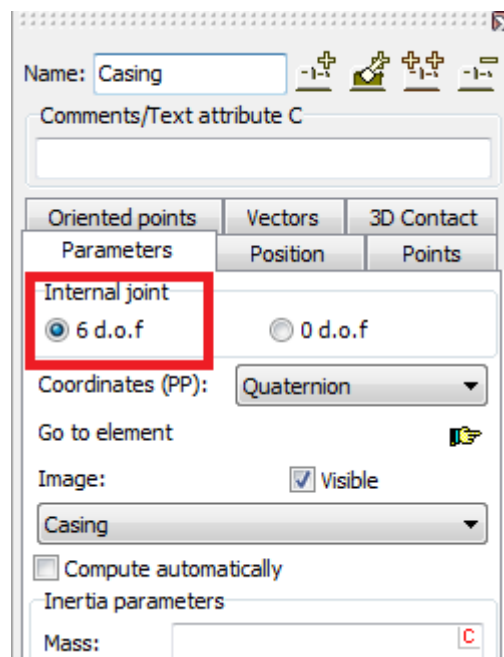 Name: Casing
Comments/Text attribute C
Oriented points Vectors 3D Contact
Parameters Position Points
Internal joint
6 d.o.f 0 d.o.f
Coordinates (PP): Quaternion
Go to element
Image: Visible
Casing
Compute automatically
Inertia parameters
Mass: C